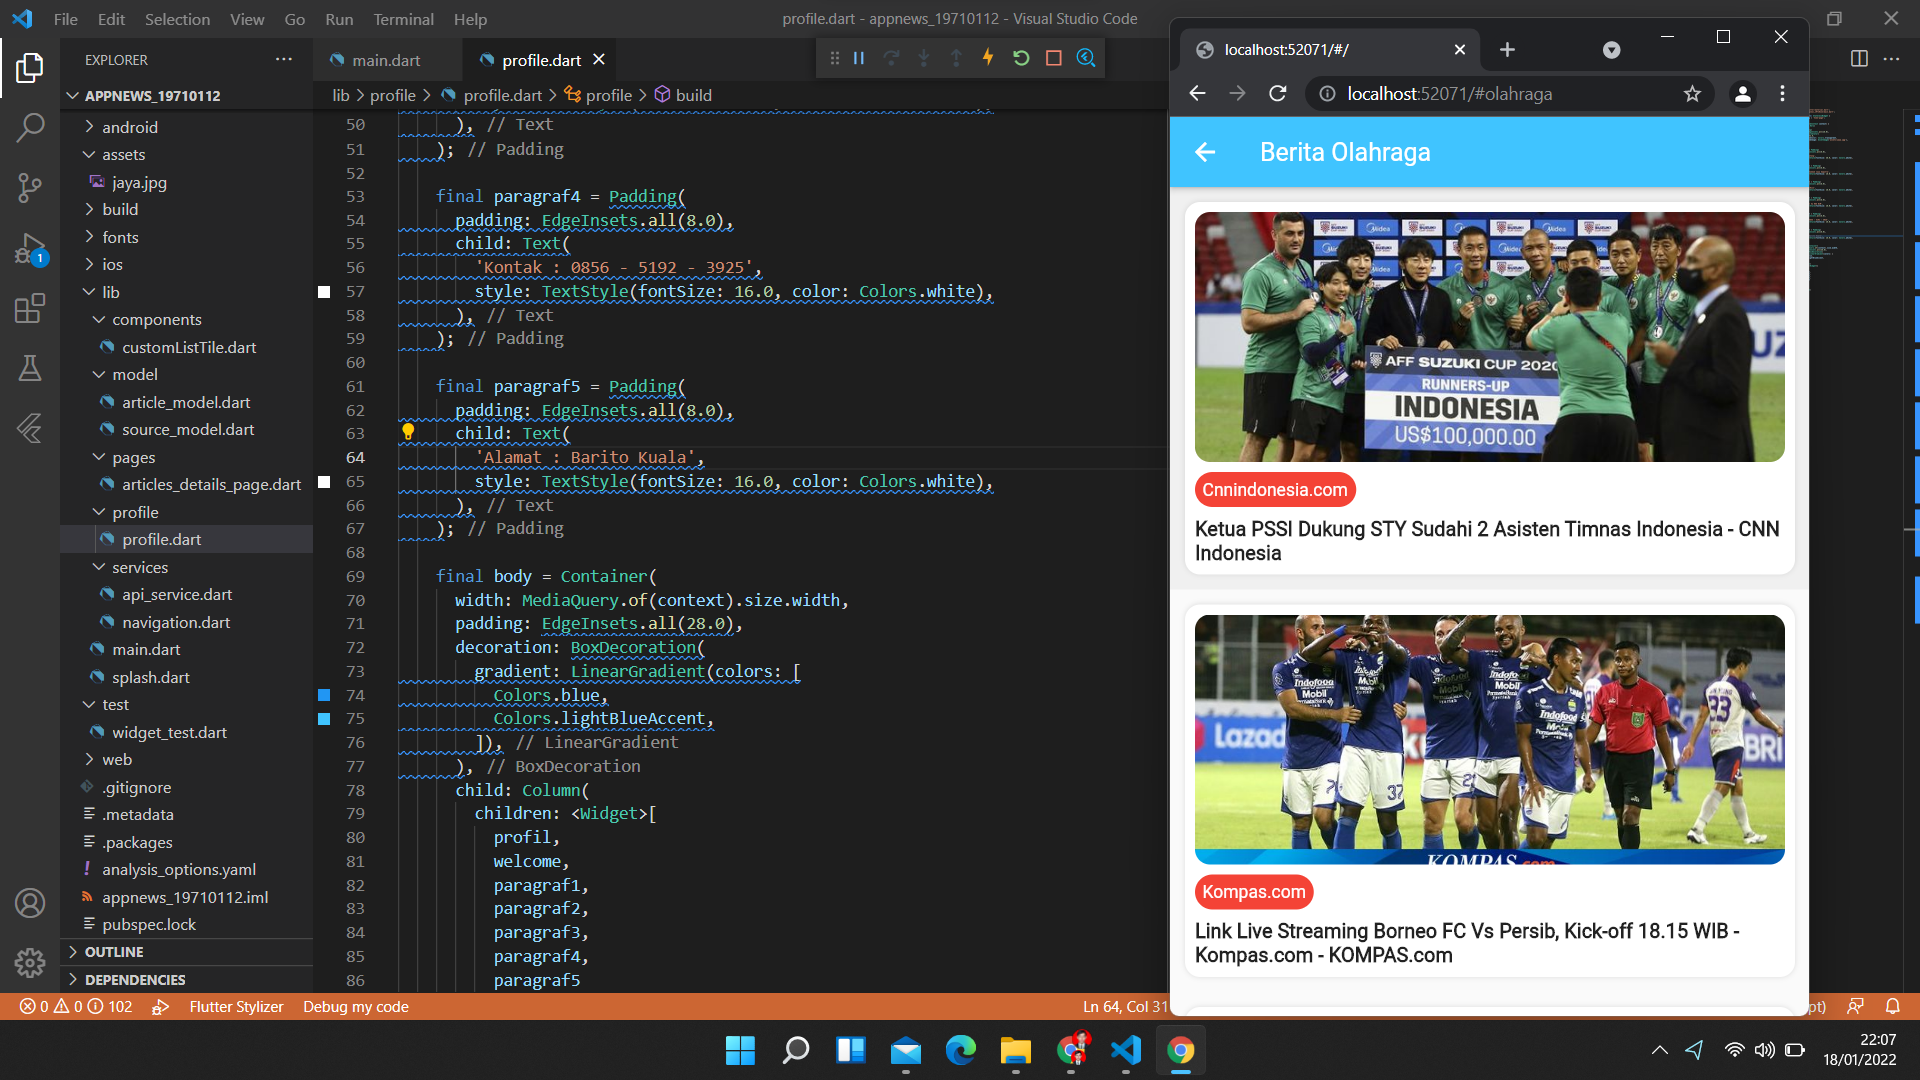 File Edit Selection View Go Run Terminal Help
profile.dart - appnews_19710112 - Visual Studio Code
EXPLORER
APPNEWS_19710112
android
assets
jaya.jpg
build
fonts
ios
lib
components
customListTile.dart
model
article_model.dart
source_model.dart
pages
articles_details_page.dart
profile
profile.dart
services
api_service.dart
navigation.dart
main.dart
splash.dart
test
widget_test.dart
web
.gitignore
.metadata
.packages
analysis_options.yaml
appnews_19710112.iml
pubspec.lock
OUTLINE
DEPENDENCIES
1
main.dart
profile.dart
lib > profile > profile.dart > profile > build
50 ), // Text
51 ); // Padding
52
53 final paragraf4 = Padding(
54 padding: EdgeInsets.all(8.0),
55 child: Text(
56 'Kontak : 0856 - 5192 - 3925',
57 style: TextStyle(fontSize: 16.0, color: Colors.white),
58 ), // Text
59 ); // Padding
60
61 final paragraf5 = Padding(
62 padding: EdgeInsets.all(8.0),
63 child: Text(
64 'Alamat : Barito Kuala',
65 style: TextStyle(fontSize: 16.0, color: Colors.white),
66 ), // Text
67 ); // Padding
68
69 final body = Container(
70 width: MediaQuery.of(context).size.width,
71 padding: EdgeInsets.all(28.0),
72 decoration: BoxDecoration(
73 gradient: LinearGradient(colors: [
74 Colors.blue,
75 Colors.lightBlueAccent,
76 ]), // LinearGradient
77 ), // BoxDecoration
78 child: Column(
79 children: <Widget>[
80 profil,
81 welcome,
82 paragraf1,
83 paragraf2,
84 paragraf3,
85 paragraf4,
86 paragraf5
localhost:52071/#/
localhost:52071/#olahraga
Berita Olahraga
AFF SUZUKI CUP 2020
RUNNERS-UP
INDONESIA
US$100,000.00
Cnnindonesia.com
Ketua PSSI Dukung STY Sudahi 2 Asisten Timnas Indonesia - CNN
Indonesia
Lazad
Indofood
Mobil
37
23
BRI
KOMPAS.com
Kompas.com
Link Live Streaming Borneo FC Vs Persib, Kick-off 18.15 WIB -
Kompas.com - KOMPAS.com
0 0 102 Flutter Stylizer Debug my code
Ln 64, Col 31
pt)
22:07
18/01/2022